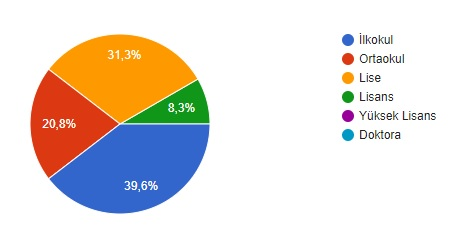 31,3%
8,3%
20,8%
39,6%
İlkokul
Ortaokul
Lise
Lisans
Yüksek Lisans
Doktora